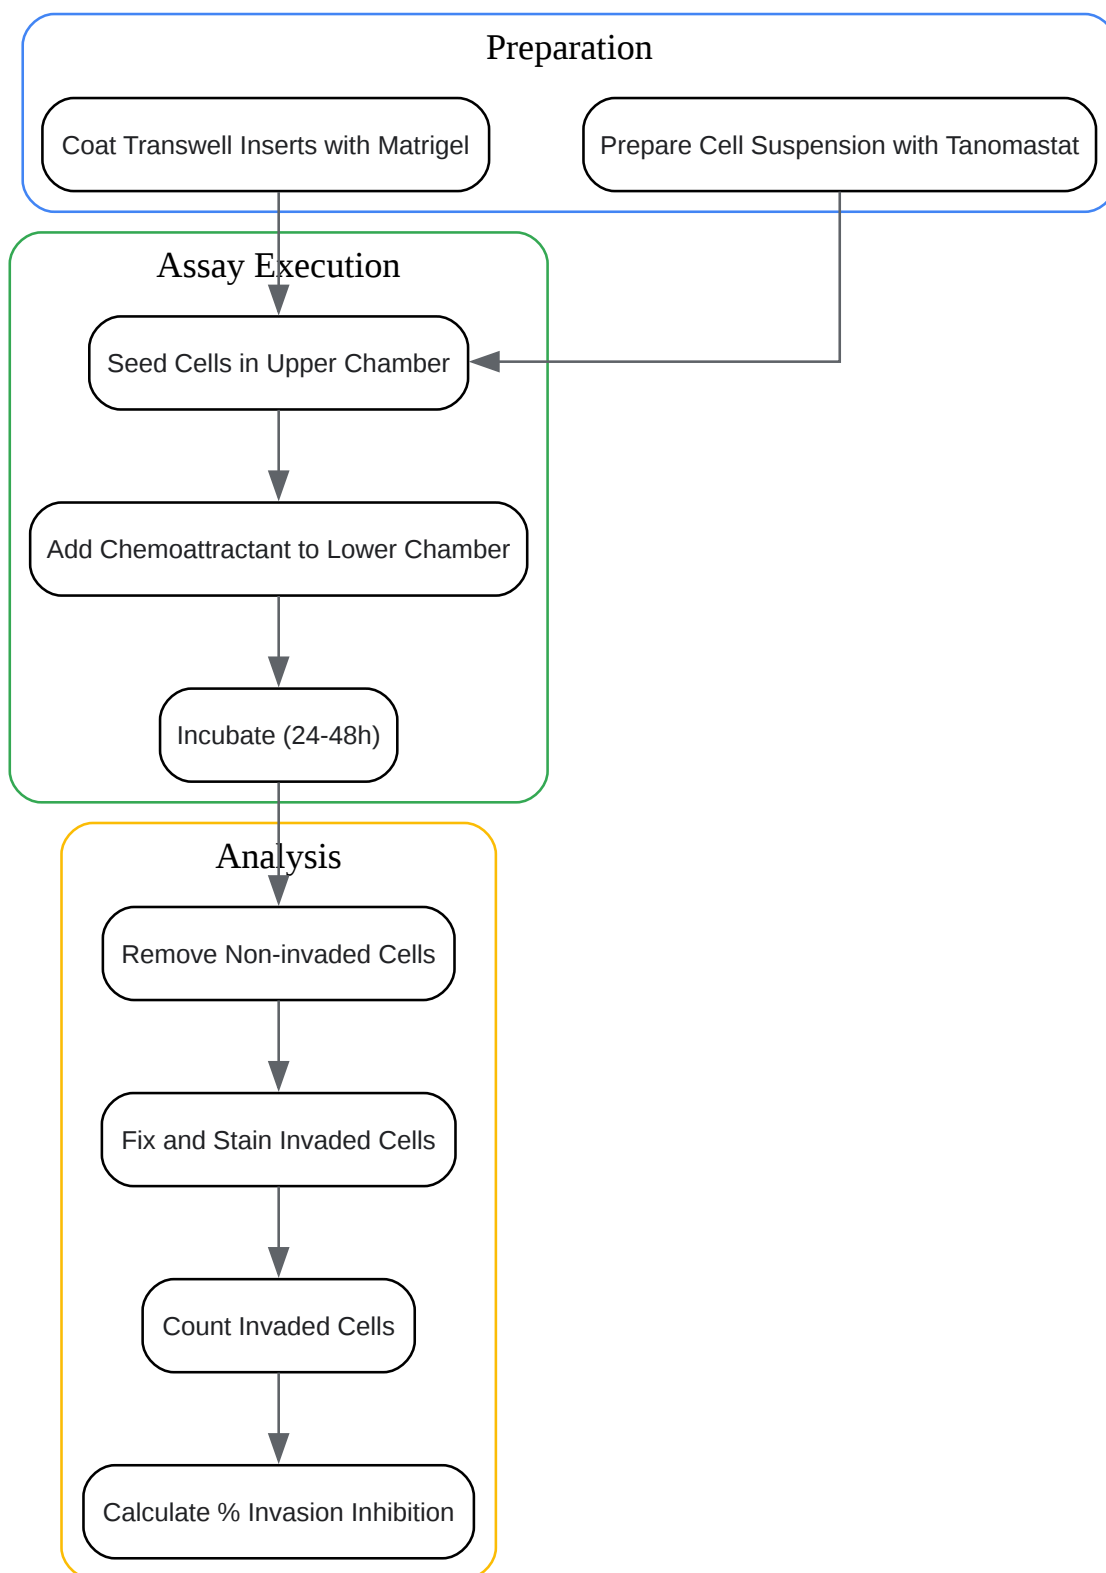 Preparation
Coat Transwell Inserts with Matrigel
Prepare Cell Suspension with Tanomastat
Assay Execution
Seed Cells in Upper Chamber
Add Chemoattractant to Lower Chamber
Incubate (24-48h)
Analysis
Remove Non-invaded Cells
Fix and Stain Invaded Cells
Count Invaded Cells
Calculate % Invasion Inhibition